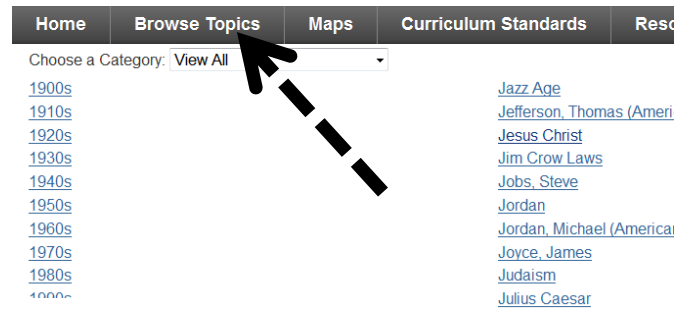 Home Browse Topics Maps Curriculum Standards
Choose a Category: View All
1900s
1910s
1920s
1930s
1940s
1950s
1960s
1970s
1980s
1990s
Jazz Age
Jefferson, Thomas (Ameri
Jesus Christ
Jim Crow Laws
Jobs, Steve
Jordan
Jordan, Michael (American
Joyce, James
Judaism
Julius Caesar